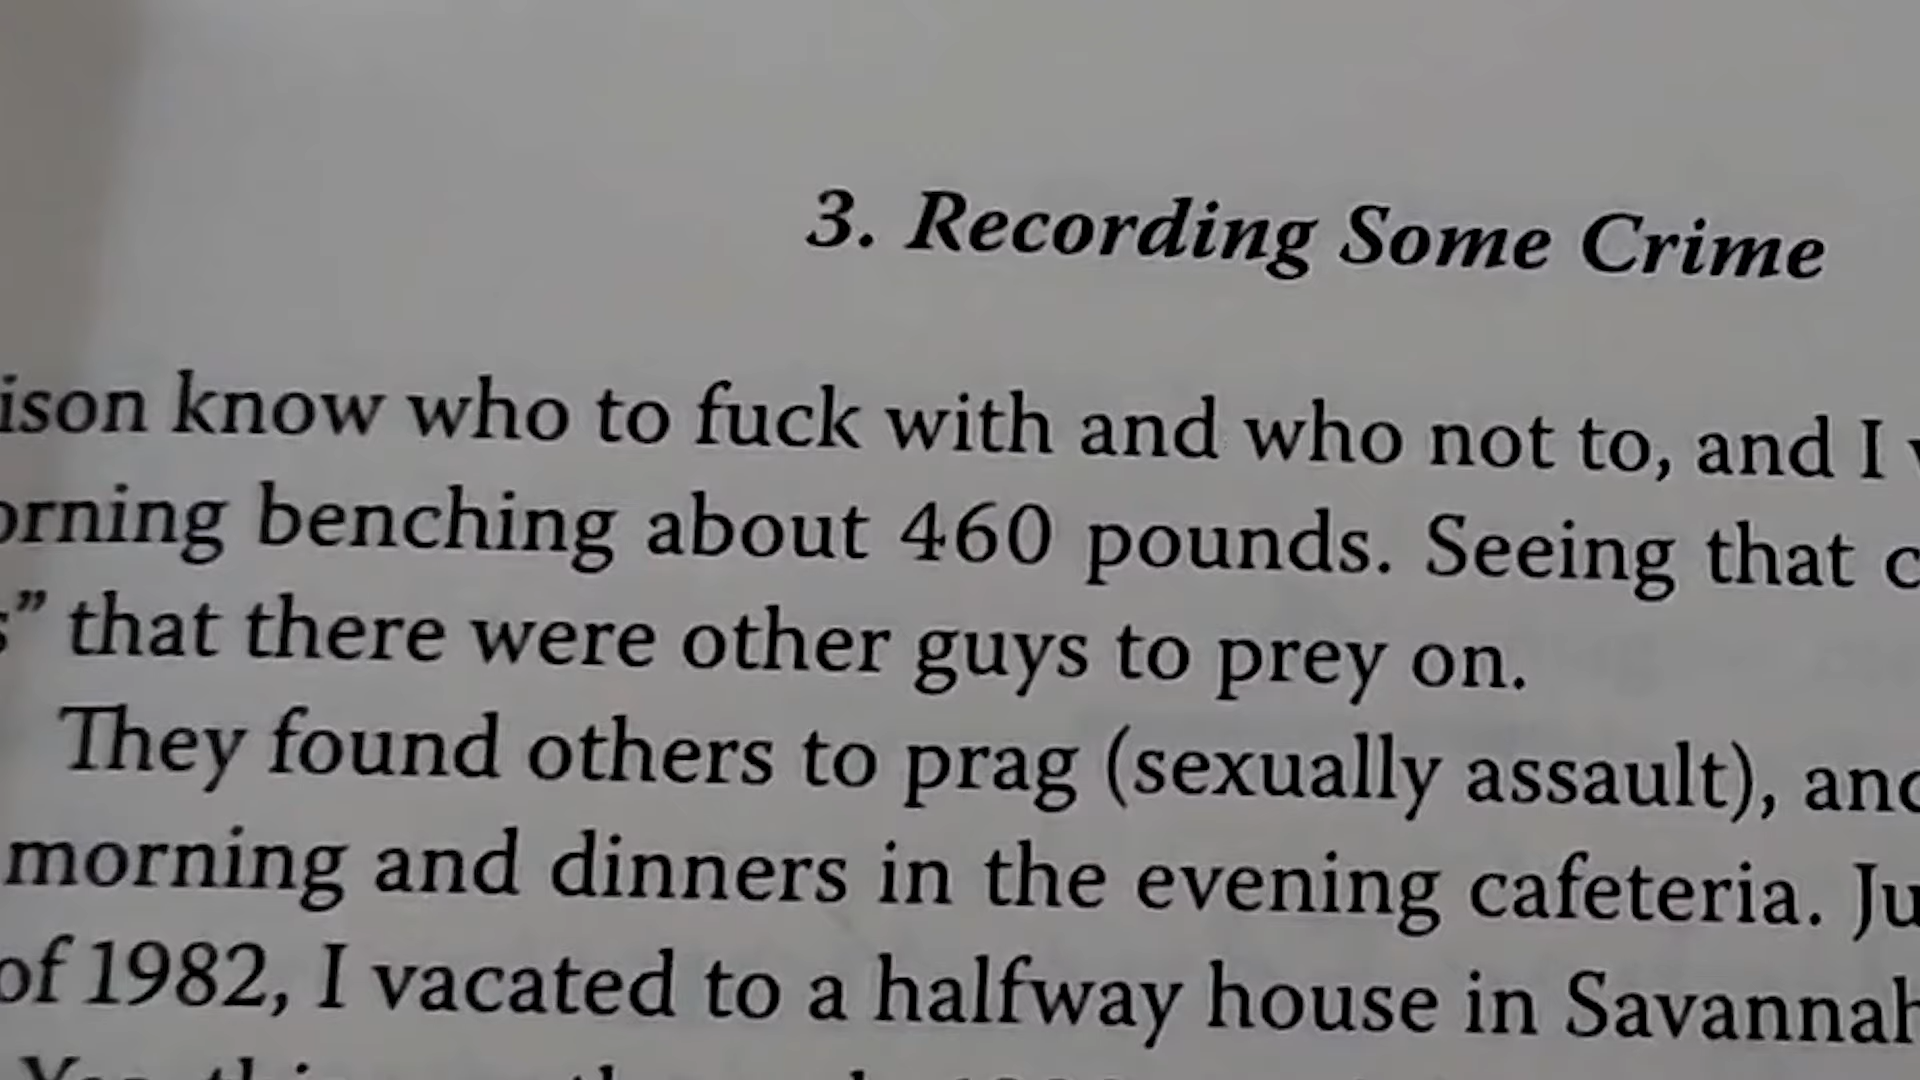 3. Recording Some Crime
ison know who to fuck with and who not to, and I
orning benching about 460 pounds. Seeing that c
s” that there were other guys to prey on.
They found others to prag (sexually assault), and
morning and dinners in the evening cafeteria. Ju
of 1982, I vacated to a halfway house in Savannah